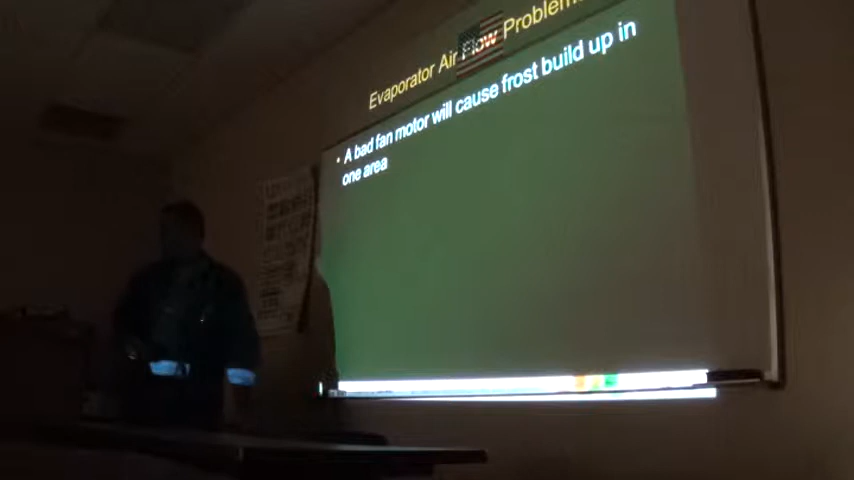 Evaporator Air Flow Problem
• A bad fan motor will cause frost build up in
one area